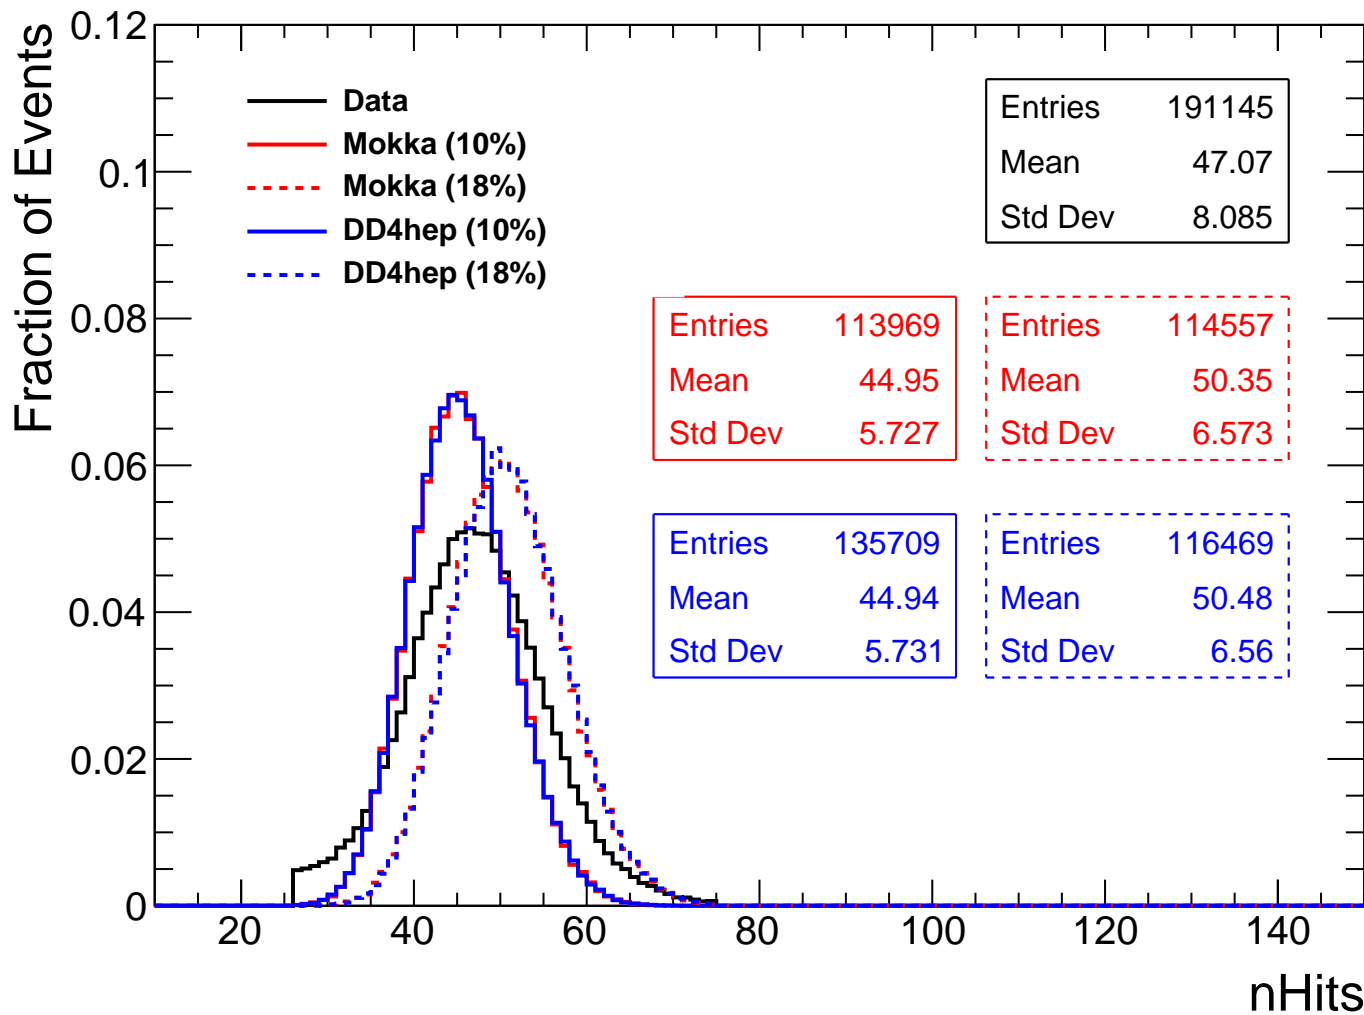 Fraction of Events
0.12
0.1
0.08
0.06
0.04
0.02
0
Data
Mokka (10%)
Mokka (18%)
DD4hep (10%)
DD4hep (18%)
Entries 191145
Mean 47.07
Std Dev 8.085
Entries 113969
Mean 44.95
Std Dev 5.727
Entries 114557
Mean 50.35
Std Dev 6.573
Entries 135709
Mean 44.94
Std Dev 5.731
Entries 116469
Mean 50.48
Std Dev 6.56
20 40 60 80 100 120 140
nHits